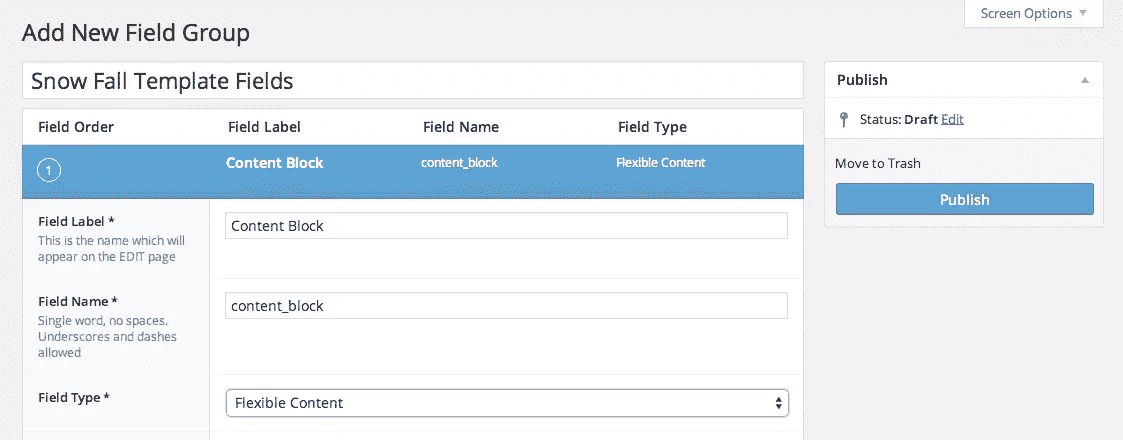 Screen Options
Add New Field Group
Snow Fall Template Fields
Field Order Field Label Field Name Field Type
1 Content Block content_block Flexible Content
Field Label *
This is the name which will
appear on the EDIT page
Content Block
Field Name *
Single word, no spaces.
Underscores and dashes
allowed
content_block
Field Type *
Flexible Content
Publish
Status: Draft Edit
Move to Trash
Publish